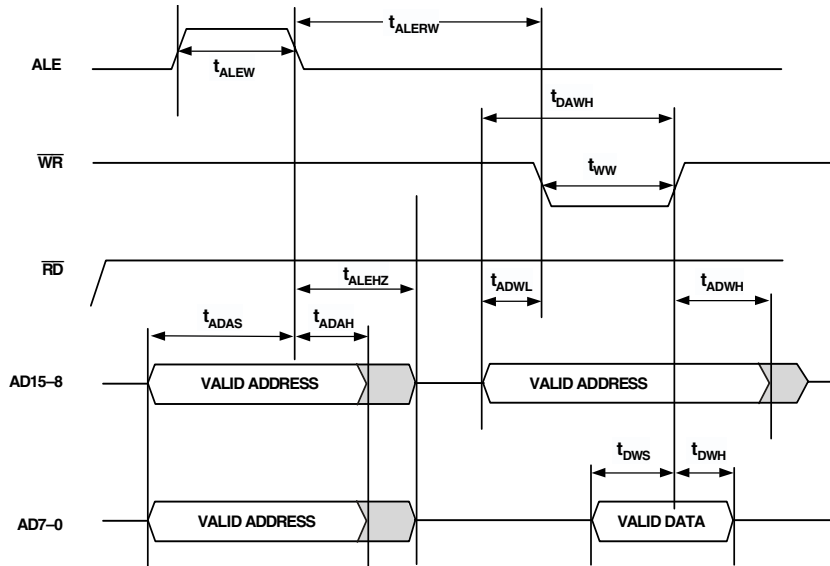 tALERW
ALE
tALEW
tDAWH
WR
tWW
RD
tALEHZ
tADWL
tADWH
tADAS
tADAH
AD15–8
VALID ADDRESS
VALID ADDRESS
tDWS
tDWH
AD7–0
VALID ADDRESS
VALID DATA